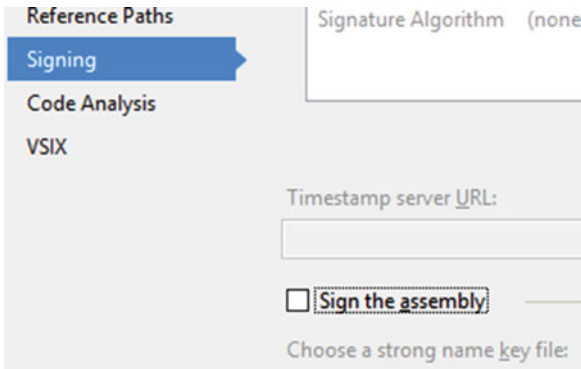 Reference Paths
Signing
Code Analysis
VSIX
Signature Algorithm (none
Timestamp server URL:
Sign the assembly
Choose a strong name key file: